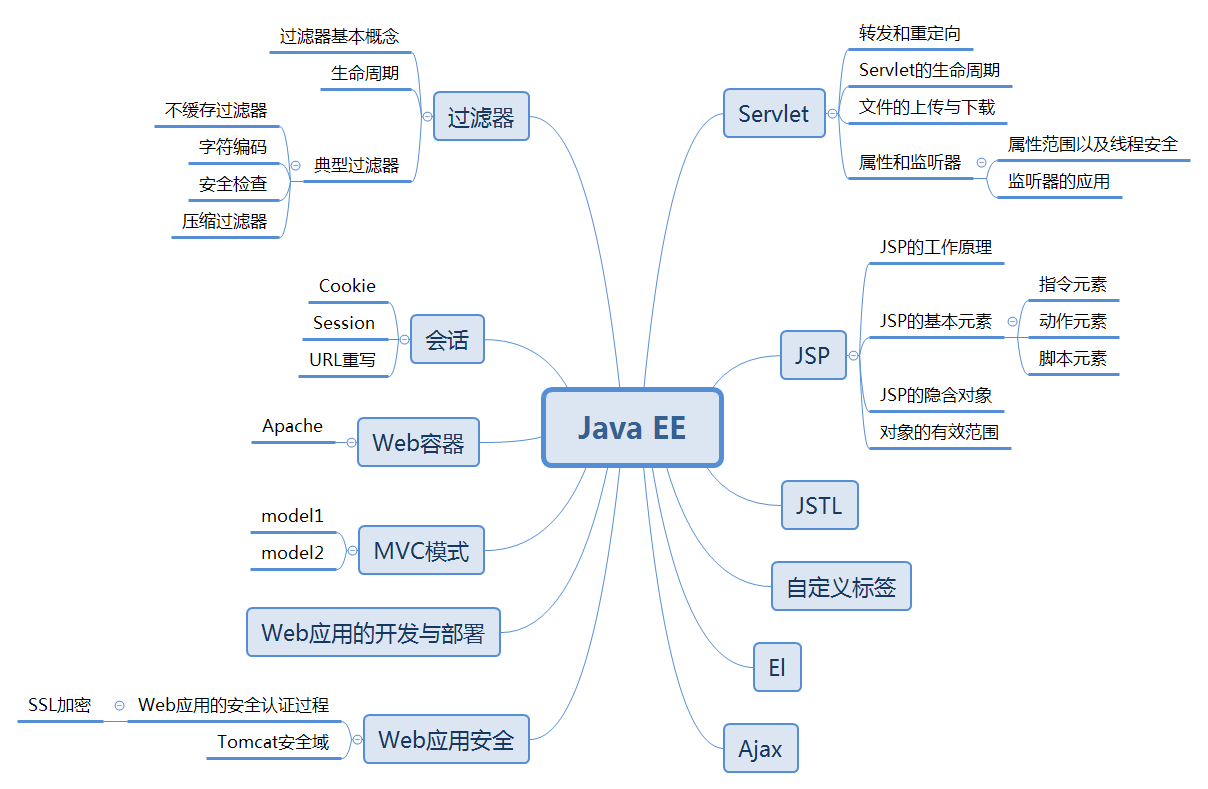 Java EE
Servlet
转发和重定向
Servlet的生命周期
文件的上传与下载
属性和监听器
属性范围以及线程安全
监听器的应用
JSP
JSP的工作原理
JSP的基本元素
指令元素
动作元素
脚本元素
JSP的隐含对象
对象的有效范围
JSTL
自定义标签
El
Ajax
过滤器
过滤器基本概念
生命周期
典型过滤器
不缓存过滤器
字符编码
安全检查
压缩过滤器
会话
Cookie
Session
URL重写
Web容器
Apache
MVC模式
model1
model2
Web应用的开发与部署
Web应用安全
Web应用的安全认证过程
SSL加密
Tomcat安全域